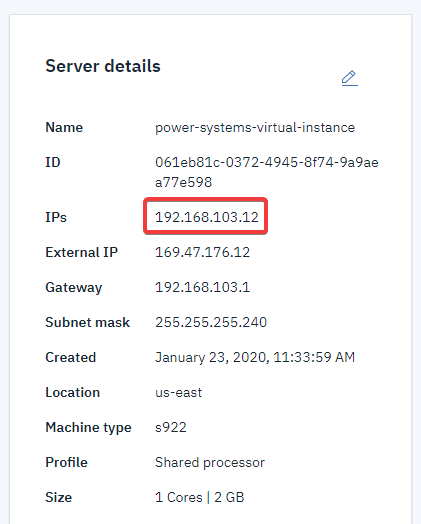 Server details
Name power-systems-virtual-instance
ID 061eb81c-0372-4945-8f74-9a9ae
a77e598
IPs 192.168.103.12
External IP 169.47.176.12
Gateway 192.168.103.1
Subnet mask 255.255.255.240
Created January 23, 2020, 11:33:59 AM
Location us-east
Machine type s922
Profile Shared processor
Size 1 Cores | 2 GB